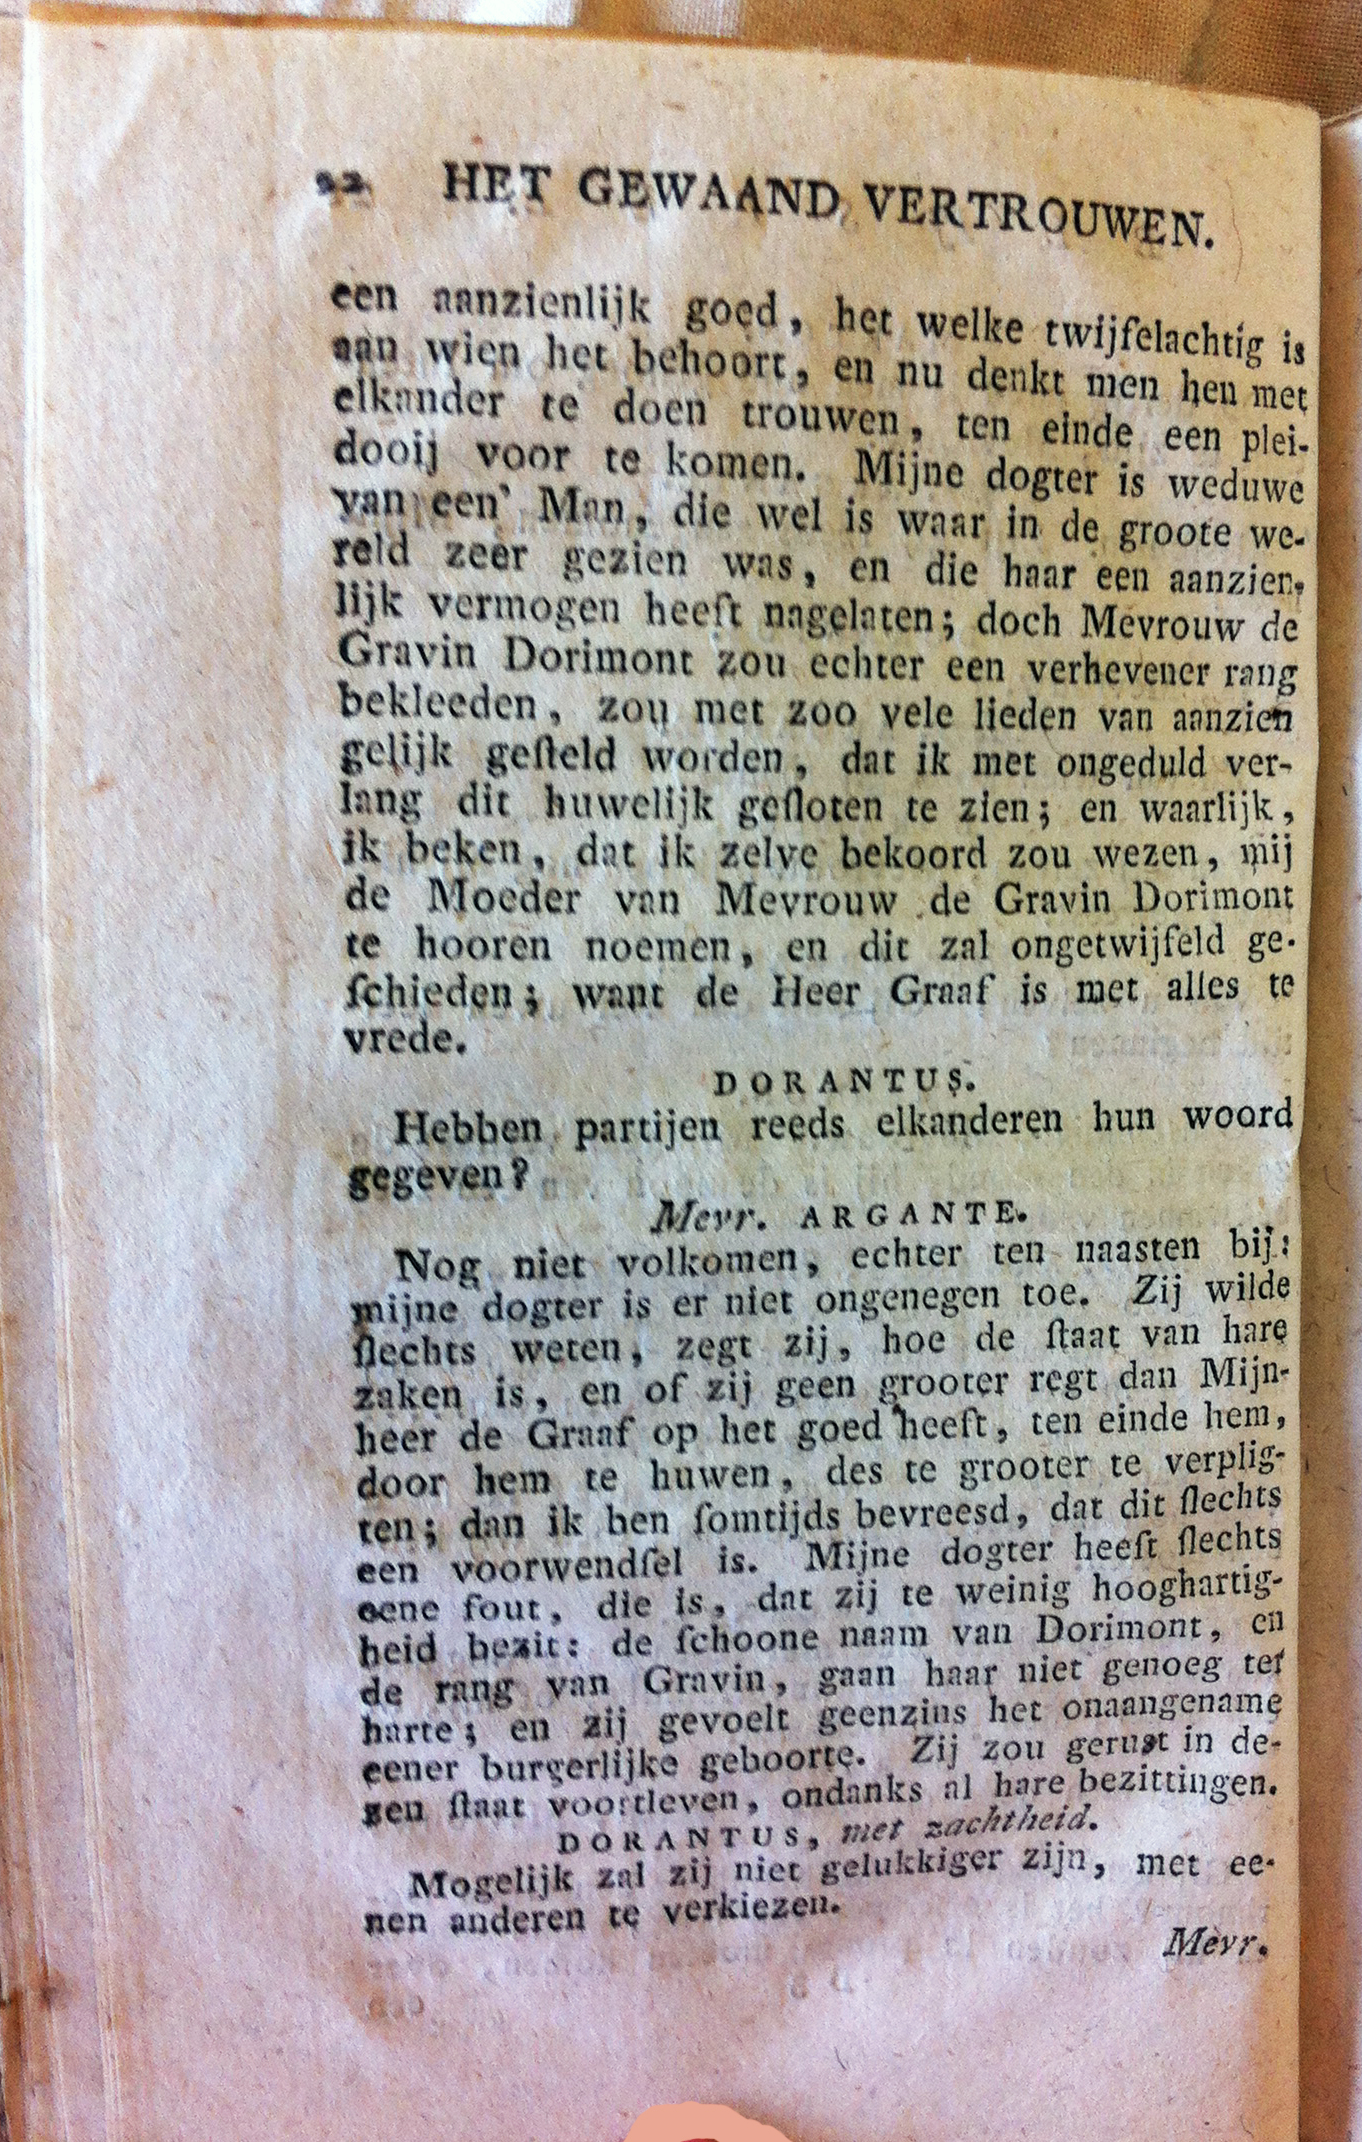 22 HET GEWAAND VERTROUWEN.
een aanzienlijk goed, het welke twijfelachtig is
aan wien het behoort, en nu denkt men hen met
elkander te doen trouwen, ten einde een plei-
dooij voor te komen. Mijne dogter is weduwe
van een' Man, die wel is waar in de groote we-
reld zeer gezien was, en die haar een aanzien-
lijk vermogen heeft nagelaten; doch Mevrouw de
Gravin Dorimont zou echter een verhevener rang
bekleeden, zou met zoo vele lieden van aanzien
gelijk geſteld worden, dat ik met ongeduld ver-
lang dit huwelijk geſloten te zien; en waarlijk,
ik beken, dat ik zelve bekoord zou wezen, mij
de Moeder van Mevrouw de Gravin Dorimont
te hooren noemen, en dit zal ongetwijfeld ge-
ſchieden; want de Heer Graaf is met alles te
vrede.
DORANTUS.
Hebben partijen reeds elkanderen hun woord
gegeven?
Mevr. ARGANTE.
Nog niet volkomen, echter ten naasten bij:
mijne dogter is er niet ongenegen toe. Zij wilde
ſlechts weten, zegt zij, hoe de ſtaat van hare
zaken is, en of zij geen grooter regt dan Mijn-
heer de Graaf op het goed heeft, ten einde hem,
door hem te huwen, des te grooter te verplig-
ten; dan ik ben ſomtijds bevreesd, dat dit ſlechts
een voorwendſel is. Mijne dogter heeft ſlechts
eene fout, die is, dat zij te weinig hooghartig-
heid bezit: de ſchoone naam van Dorimont, en
de rang van Gravin, gaan haar niet genoeg ter
harte; en zij gevoelt geenzins het onaangename
eener burgerlijke geboorte. Zij zou gerust in de-
zen ſtaat voortleven, ondanks al hare bezittingen.
DORANTUS, met zachtheid.
Mogelijk zal zij niet gelukkiger zijn, met ee-
nen anderen te verkiezen.
Mevr.